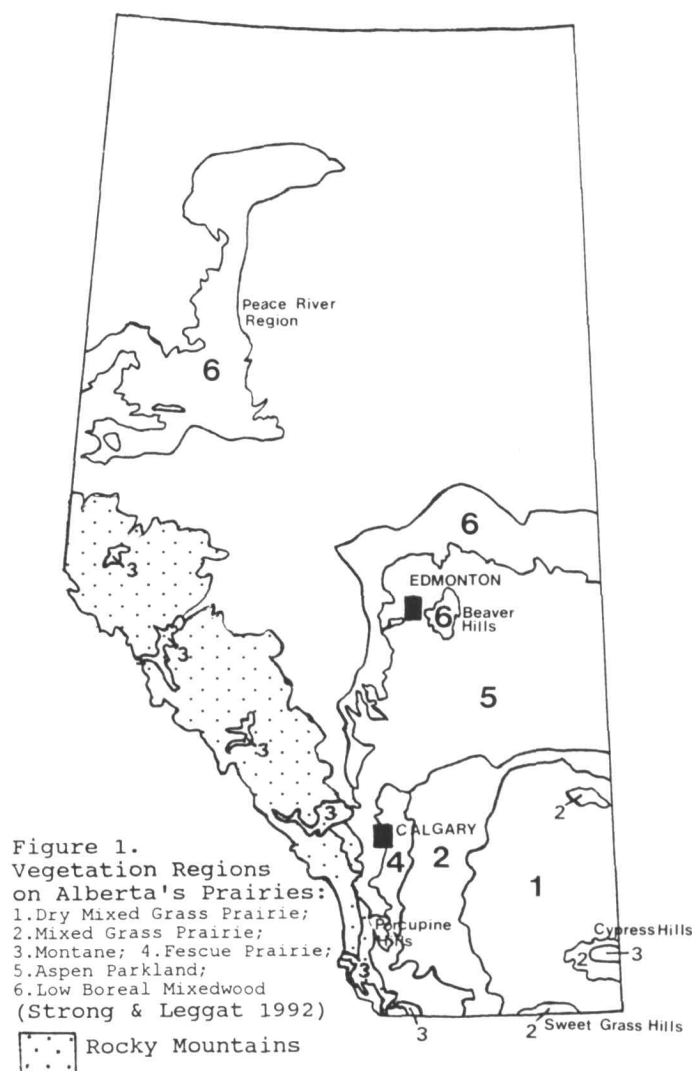 Peace River
Region
6
6
3
EDMONTON
6 Beaver
Hills
3
5
3
3
2
CALGARY
4
2
1
Figure 1.
Vegetation Regions
on Alberta's Prairies:
1.Dry Mixed Grass Prairie;
2.Mixed Grass Prairie;
3.Montane; 4.Fescue Prairie;
5.Aspen Parkland;
6.Low Boreal Mixedwood
(Strong & Leggat 1992)
Rocky Mountains
Porcupine
Hills
Cypress Hills
2
3
3
3
2
Sweet Grass Hills